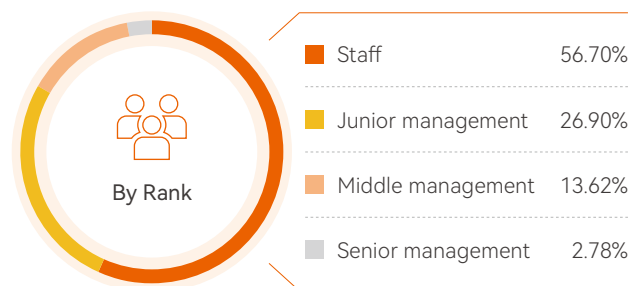 By Rank
Staff 56.70%
Junior management 26.90%
Middle management 13.62%
Senior management 2.78%